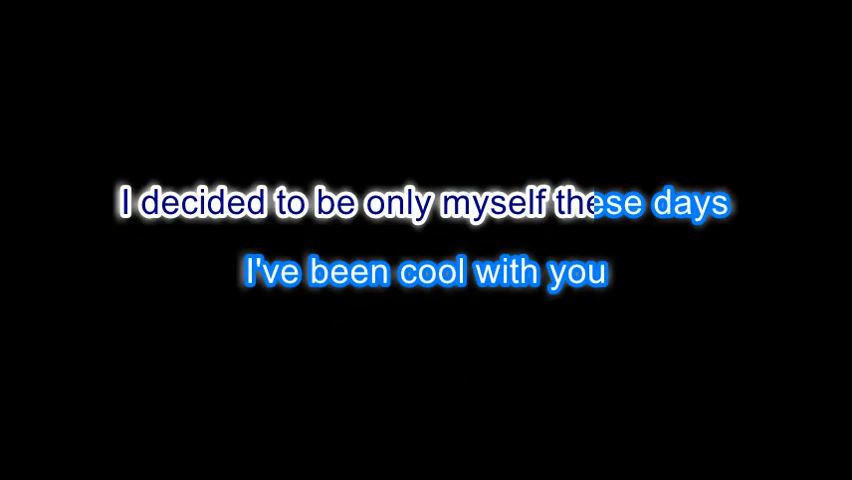 I decided to be only myself these days
I've been cool with you